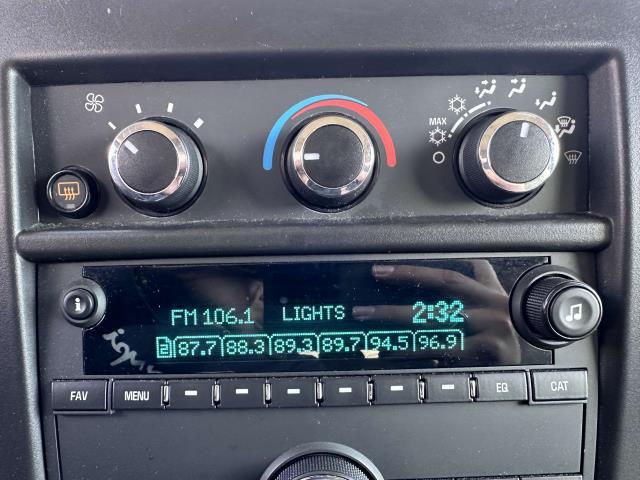 MAX
i
FM 106.1 LIGHTS 2:32
87.7 88.3 89.3 89.7 94.5 96.9
FAV MENU EQ CAT